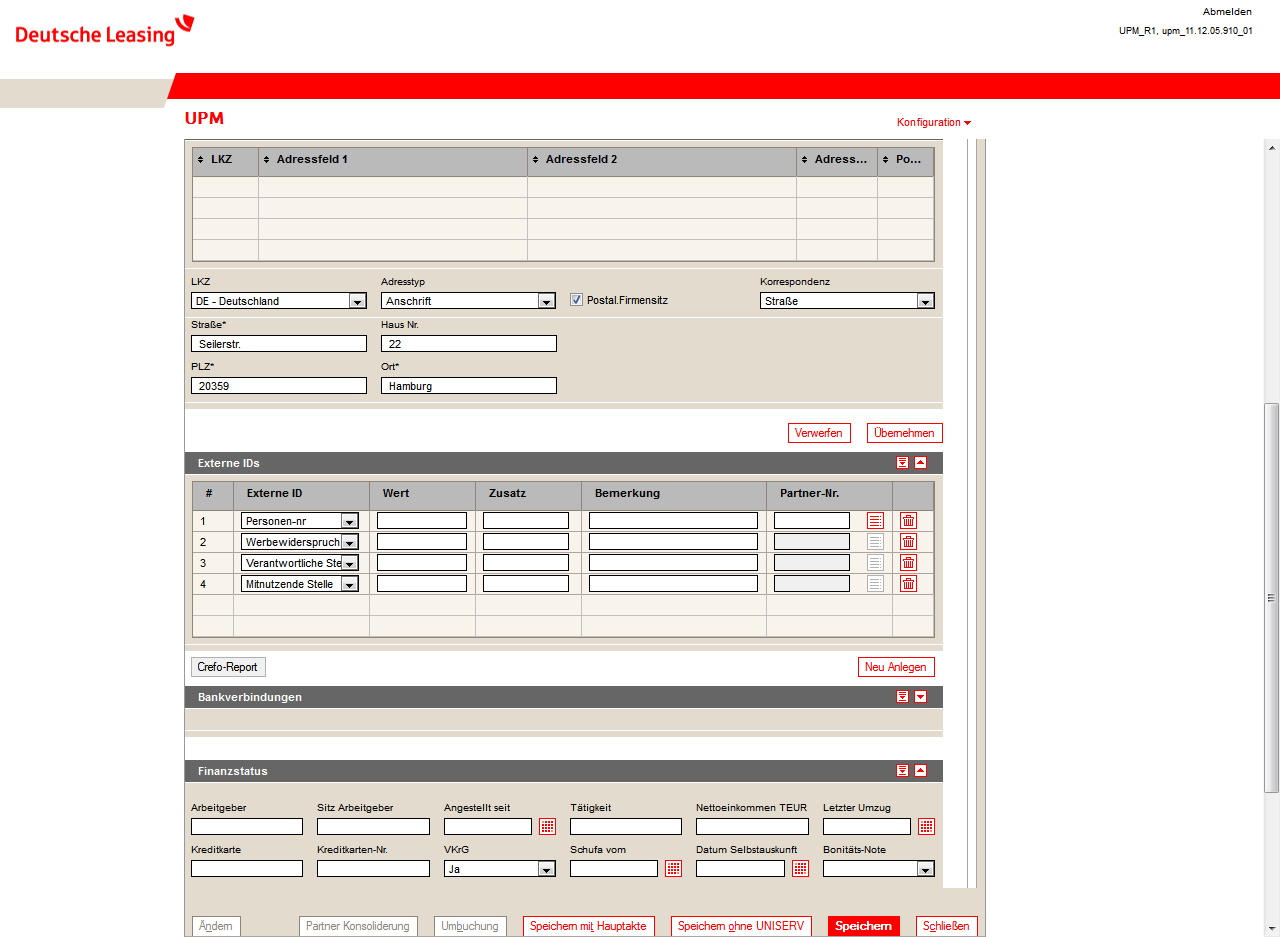 Deutsche Leasing
Abmelden
UPM_R1, upm_11.12.05.910_01
UPM
Konfiguration
LKZ Adressfeld 1 Adressfeld 2 Adress... Po...
LKZ Adresstyp Korrespondenz
DE - Deutschland Anschrift Postal.Firmensitz Straße
Straße* Haus Nr.
Seilerstr. 22
PLZ* Ort*
20359 Hamburg
Verwerfen Übernehmen
Externe IDs
# Externe ID Wert Zusatz Bemerkung Partner-Nr.
1 Personen-nr
2 Werbewiderspruch
3 Verantwortliche Ste
4 Mitnutzende Stelle
Crefo-Report Neu Anlegen
Bankverbindungen
Finanzstatus
Arbeitgeber Sitz Arbeitgeber Angestellt seit Tätigkeit Nettoeinkommen TEUR Letzter Umzug
Kreditkarte Kreditkarten-Nr. VKrG Schufa vom Datum Selbstauskunft Bonitäts-Note
Ja
Ändern Partner Konsolidierung Umbuchung Speichern mit Hauptakte Speichern ohne UNISERV Speichern Schließen